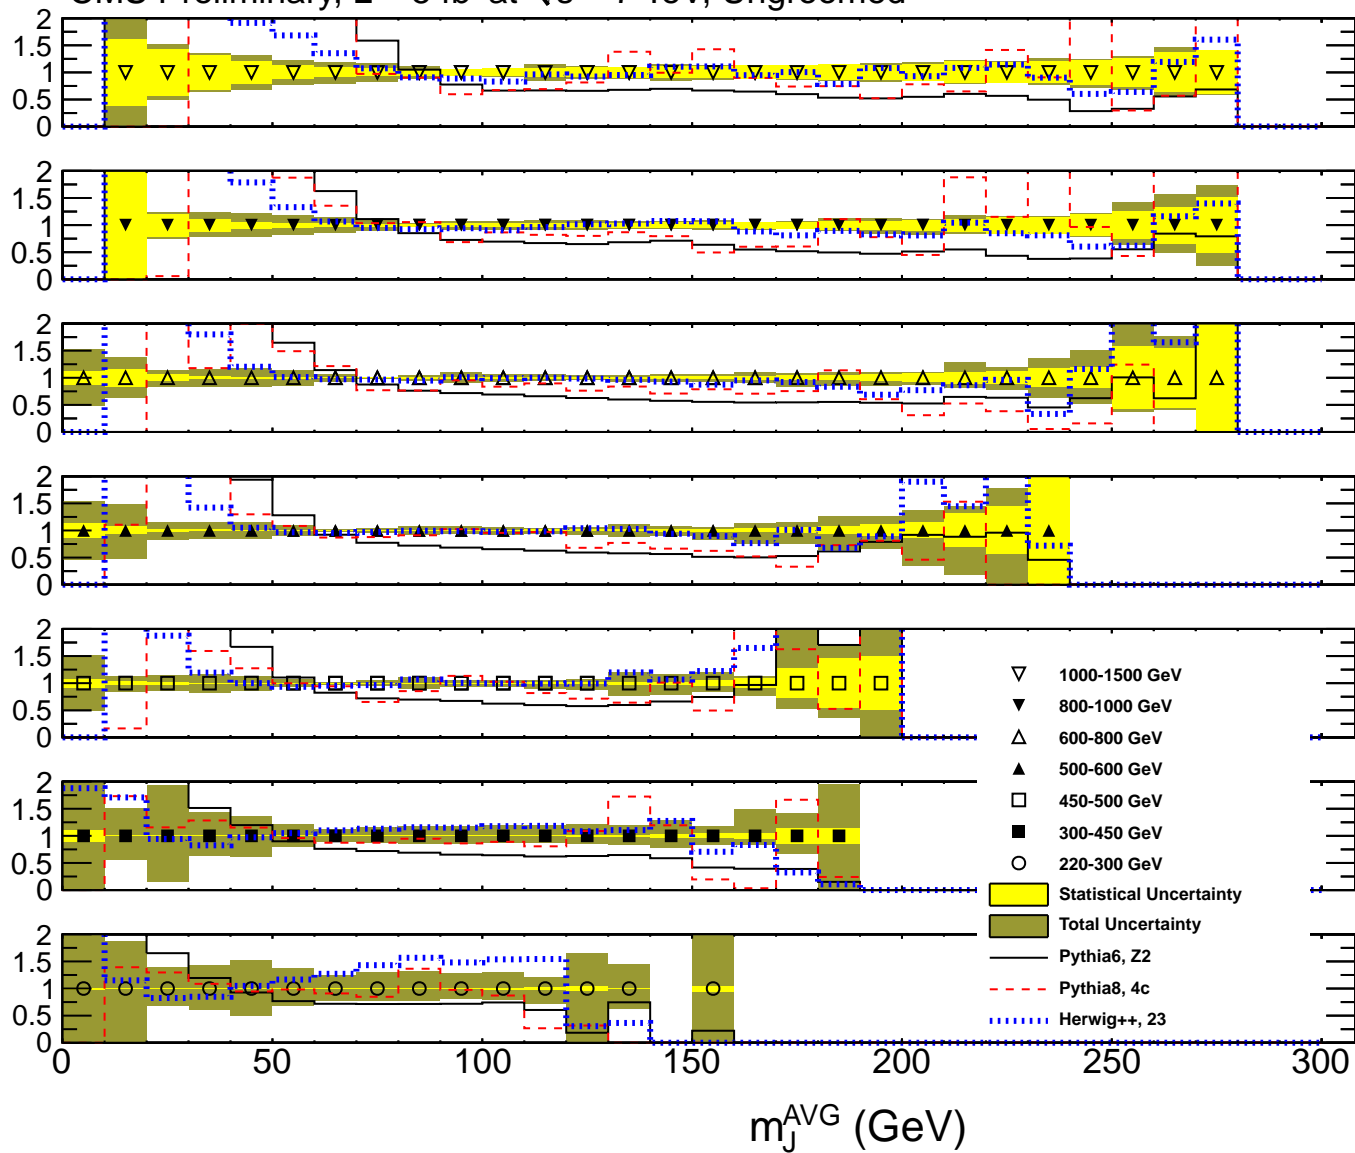 2
1.5
1
0.5
0
2
1.5
1
0.5
0
2
1.5
1
0.5
0
2
1.5
1
0.5
0
2
1.5
1
0.5
0
2
1.5
1
0.5
0
2
1.5
1
0.5
0
1000-1500 GeV
800-1000 GeV
600-800 GeV
500-600 GeV
450-500 GeV
300-450 GeV
220-300 GeV
Statistical Uncertainty
Total Uncertainty
Pythia6, Z2
Pythia8, 4c
Herwig++, 23
0 50 100 150 200 250 300
m_J^AVG (GeV)